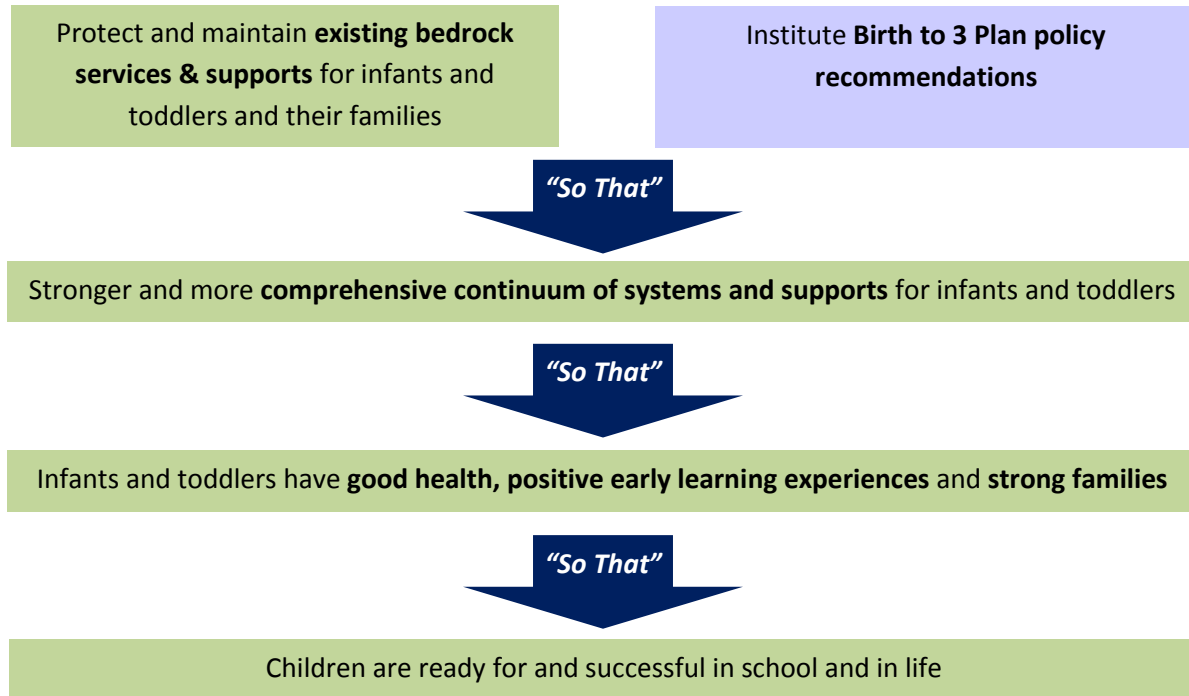 Protect and maintain existing bedrock
services & supports for infants and
toddlers and their families
Institute Birth to 3 Plan policy
recommendations
“So That”
Stronger and more comprehensive continuum of systems and supports for infants and toddlers
“So That”
Infants and toddlers have good health, positive early learning experiences and strong families
“So That”
Children are ready for and successful in school and in life